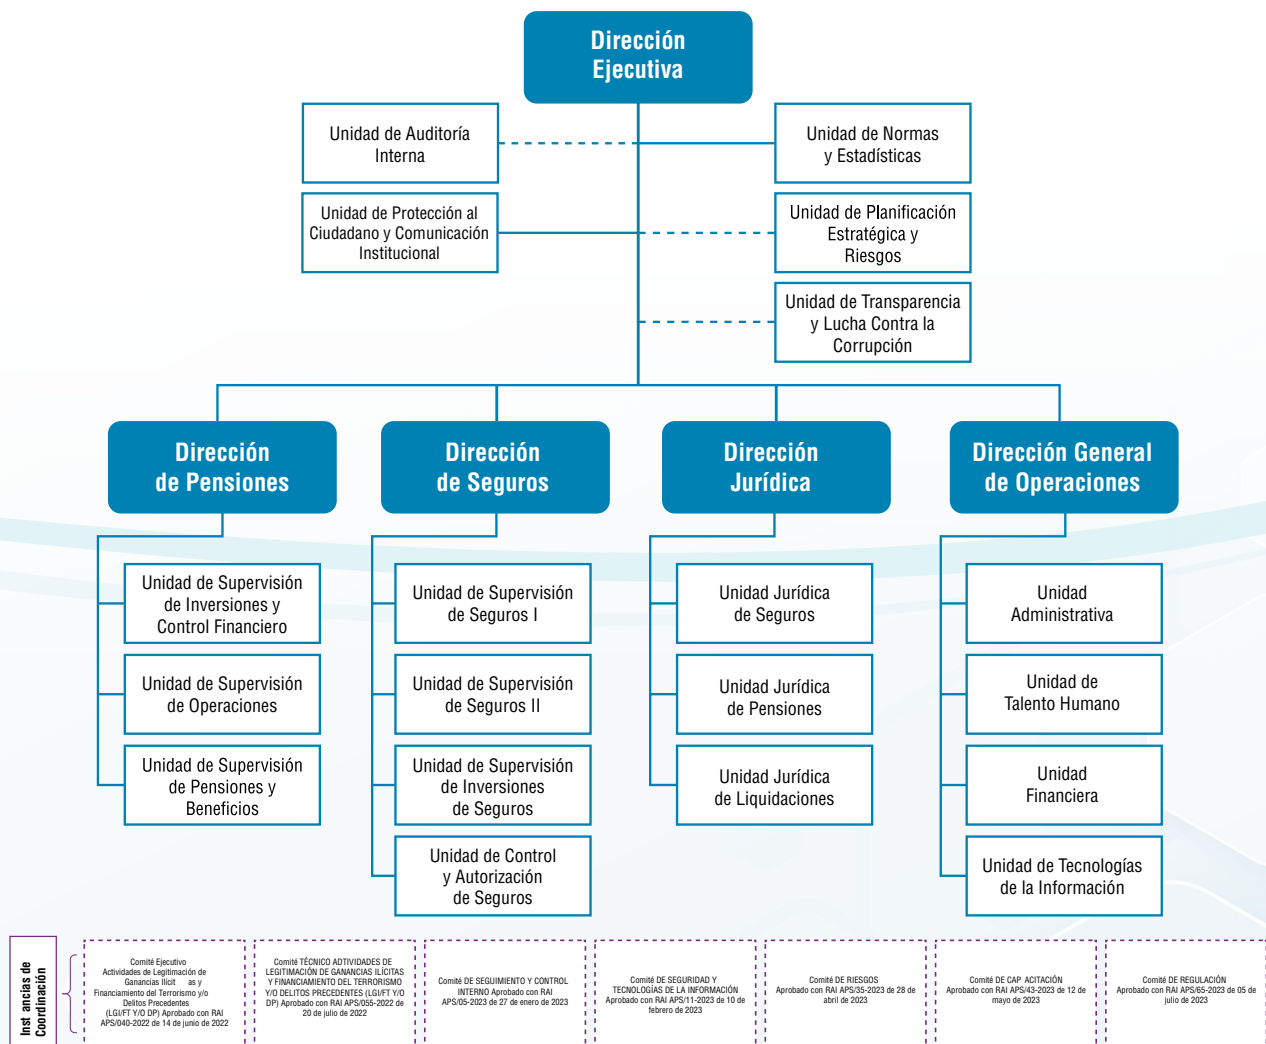 Dirección
Ejecutiva
Unidad de Auditoría
Interna
Unidad de Normas
y Estadísticas
Unidad de Protección al
Ciudadano y Comunicación
Institucional
Unidad de Planificación
Estratégica y
Riesgos
Unidad de Transparencia
y Lucha Contra la
Corrupción
Dirección
de Pensiones
Dirección
de Seguros
Dirección
Jurídica
Dirección General
de Operaciones
Unidad de Supervisión
de Inversiones y
Control Financiero
Unidad de Supervisión
de Operaciones
Unidad de Supervisión
de Pensiones y
Beneficios
Unidad de Supervisión
de Seguros I
Unidad de Supervisión
de Seguros II
Unidad de Supervisión
de Inversiones
de Seguros
Unidad de Control
y Autorización
de Seguros
Unidad Jurídica
de Seguros
Unidad Jurídica
de Pensiones
Unidad Jurídica
de Liquidaciones
Unidad
Administrativa
Unidad de
Talento Humano
Unidad
Financiera
Unidad de Tecnologías
de la Información
Inst ancias de
Coordinación
Comité Ejecutivo
Actividades de Legitimación de
Ganancias Ilícit as y
Financiamiento del Terrorismo y/o
Delitos Precedentes
(LGI/FT Y/O DP) Aprobado con RAI
APS/040-2022 de 14 de junio de 2022
Comité TÉCNICO ADTIVIDADES DE
LEGITIMACIÓN DE GANANCIAS ILÍCITAS
Y FINANCIAMIENTO DEL TERRORISMO
Y/O DELITOS PRECEDENTES (LGI/FT Y/O
DP) Aprobado con RAI APS/055-2022 de
20 de julio de 2022
Comité DE SEGUIMIENTO Y CONTROL
INTERNO Aprobado con RAI
APS/05-2023 de 27 de enero de 2023
Comité DE SEGURIDAD Y
TECNOLOGÍAS DE LA INFORMACIÓN
Aprobado con RAI APS/11-2023 de 10 de
febrero de 2023
Comité DE RIESGOS
Aprobado con RAI APS/35-2023 de 28 de
abril de 2023
Comité DE CAP ACITACIÓN
Aprobado con RAI APS/43-2023 de 12 de
mayo de 2023
Comité DE REGULACIÓN
Aprobado con RAI APS/65-2023 de 05 de
julio de 2023